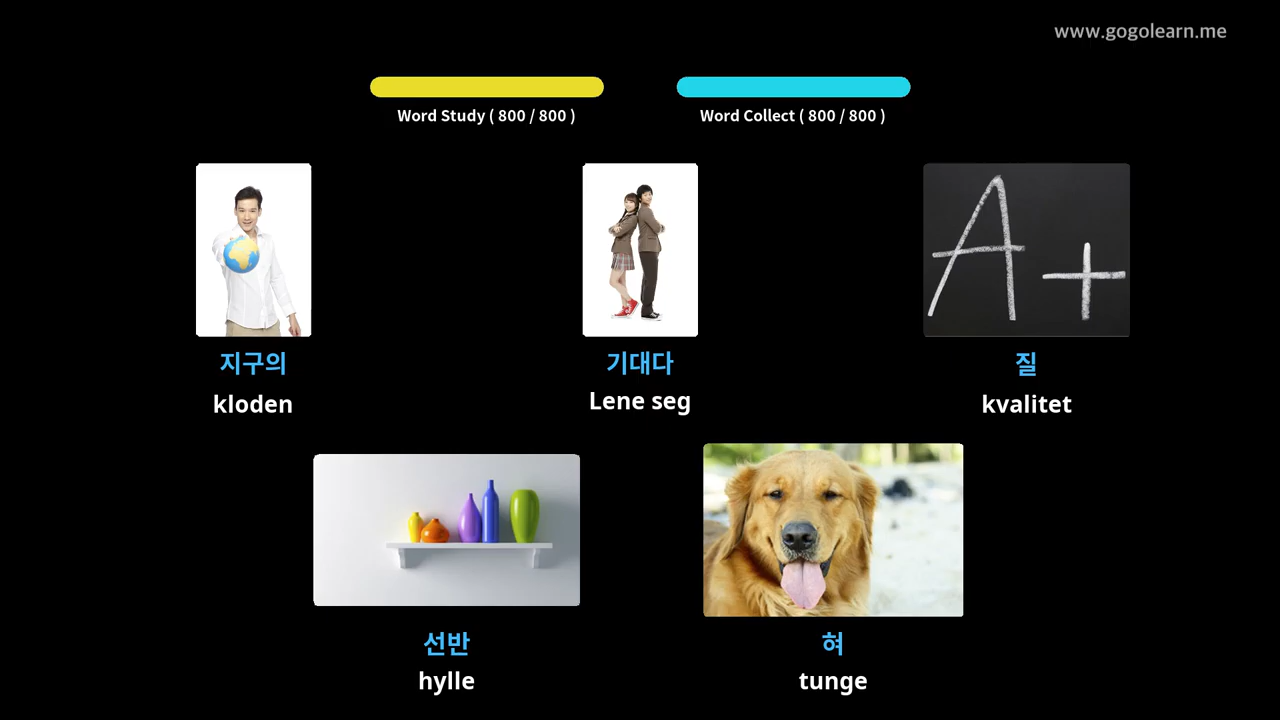 www.gogolearn.me
Word Study ( 800 / 800 )
Word Collect ( 800 / 800 )
A+
지구의
kloden
기대다
Lene seg
질
kvalitet
선반
hylle
혀
tunge